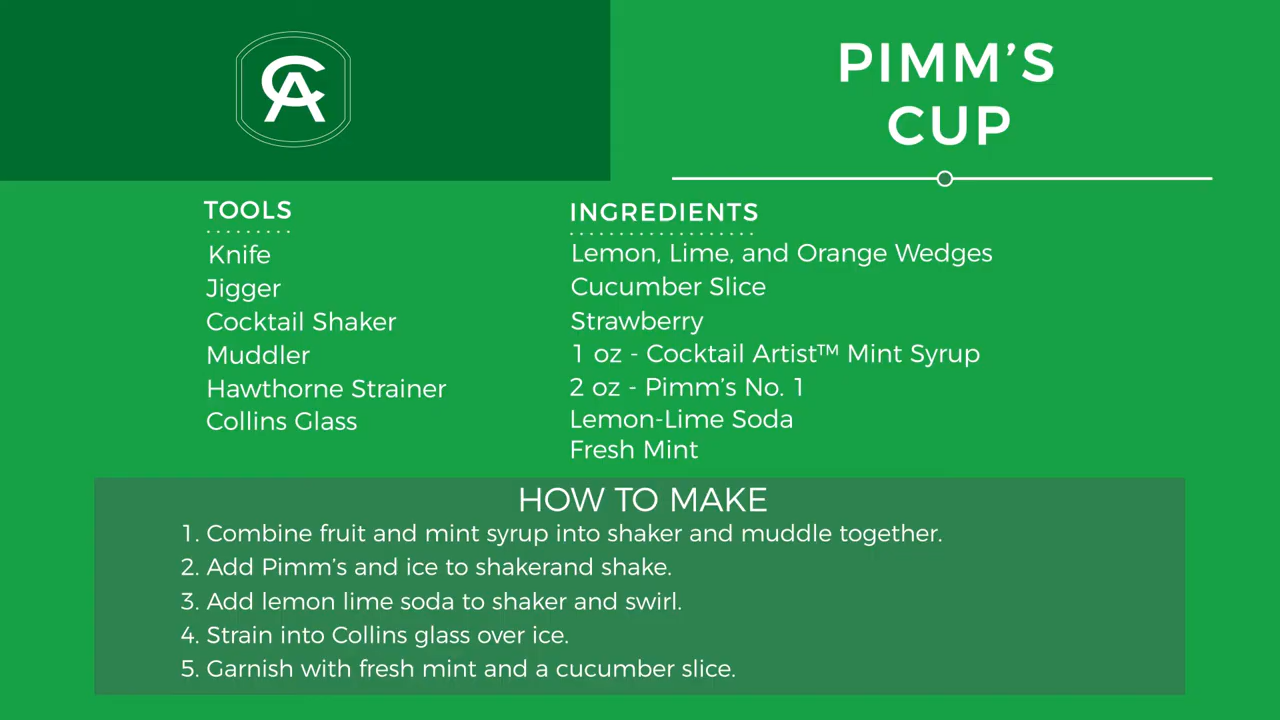 CA
PIMM'S
CUP
TOOLS
Knife
Jigger
Cocktail Shaker
Muddler
Hawthorne Strainer
Collins Glass
INGREDIENTS
Lemon, Lime, and Orange Wedges
Cucumber Slice
Strawberry
1 oz - Cocktail Artist™ Mint Syrup
2 oz - Pimm's No. 1
Lemon-Lime Soda
Fresh Mint
HOW TO MAKE
1. Combine fruit and mint syrup into shaker and muddle together.
2. Add Pimm's and ice to shakerand shake.
3. Add lemon lime soda to shaker and swirl.
4. Strain into Collins glass over ice.
5. Garnish with fresh mint and a cucumber slice.